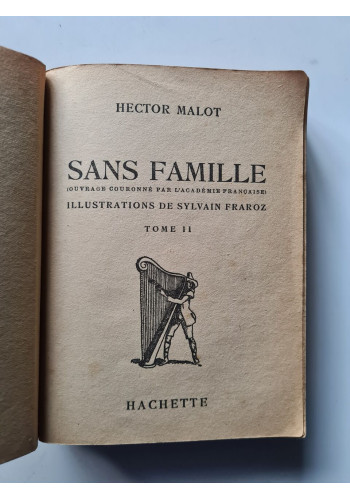 HECTOR MALOT
SANS FAMILLE
(OUVRAGE COURONNÉ PAR L'ACADÉMIE FRANÇAISE)
ILLUSTRATIONS DE SYLVAIN FRAROZ
TOME II
HACHETTE